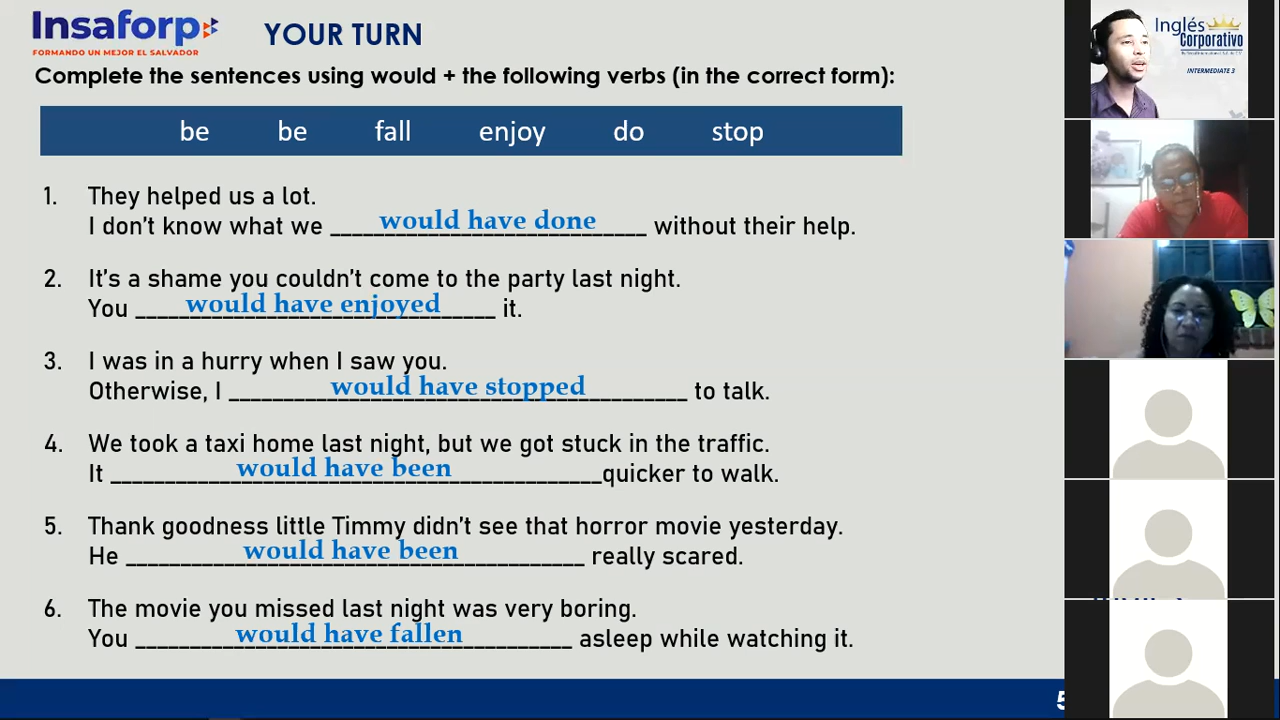 Insaforp
FORMANDO UN MEJOR EL SALVADOR
YOUR TURN
Complete the sentences using would + the following verbs (in the correct form):
be be fall enjoy do stop
1. They helped us a lot.
I don't know what we would have done without their help.
2. It's a shame you couldn't come to the party last night.
You would have enjoyed it.
3. I was in a hurry when I saw you.
Otherwise, I would have stopped to talk.
4. We took a taxi home last night, but we got stuck in the traffic.
It would have been quicker to walk.
5. Thank goodness little Timmy didn't see that horror movie yesterday.
He would have been really scared.
6. The movie you missed last night was very boring.
You would have fallen asleep while watching it.
Inglés
Corporativo
INTERMEDIATE 3